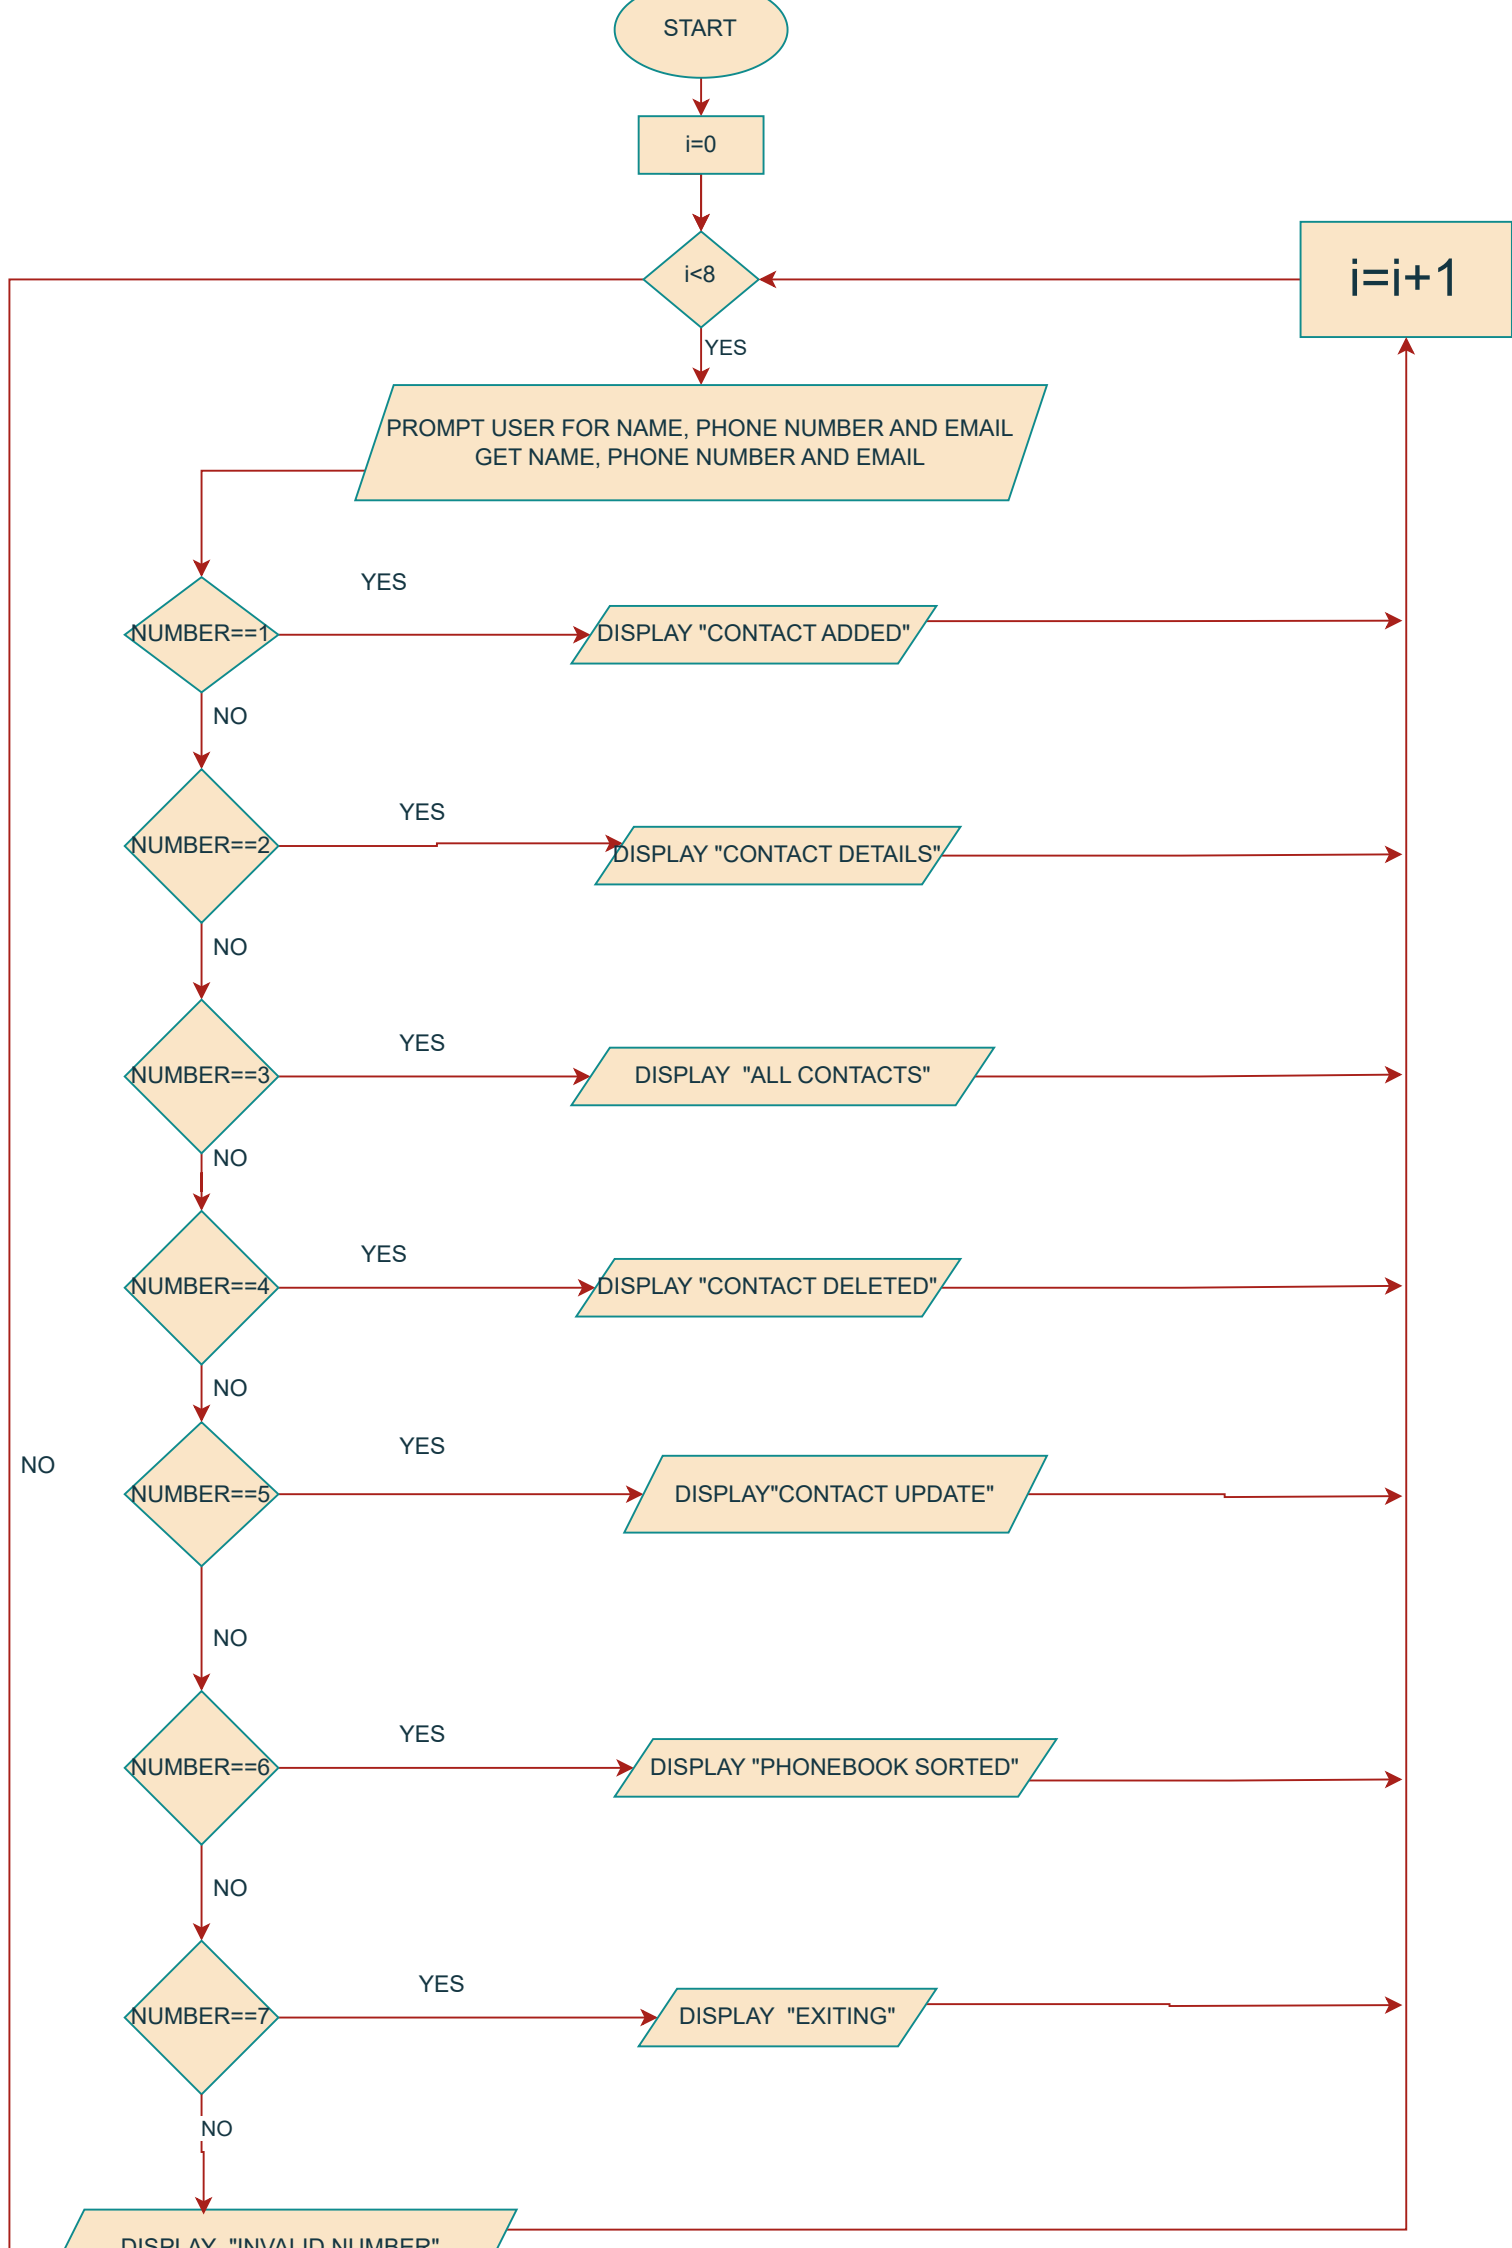 START
i=0
i<8
i=i+1
YES
PROMPT USER FOR NAME, PHONE NUMBER AND EMAIL
GET NAME, PHONE NUMBER AND EMAIL
YES
NUMBER==1
DISPLAY "CONTACT ADDED"
NO
YES
NUMBER==2
DISPLAY "CONTACT DETAILS"
NO
YES
NUMBER==3
DISPLAY "ALL CONTACTS"
NO
YES
NUMBER==4
DISPLAY "CONTACT DELETED"
NO
YES
NO
NUMBER==5
DISPLAY"CONTACT UPDATE"
NO
YES
NUMBER==6
DISPLAY "PHONEBOOK SORTED"
NO
YES
NUMBER==7
DISPLAY "EXITING"
NO
DISPLAY "INVALID NUMBER"